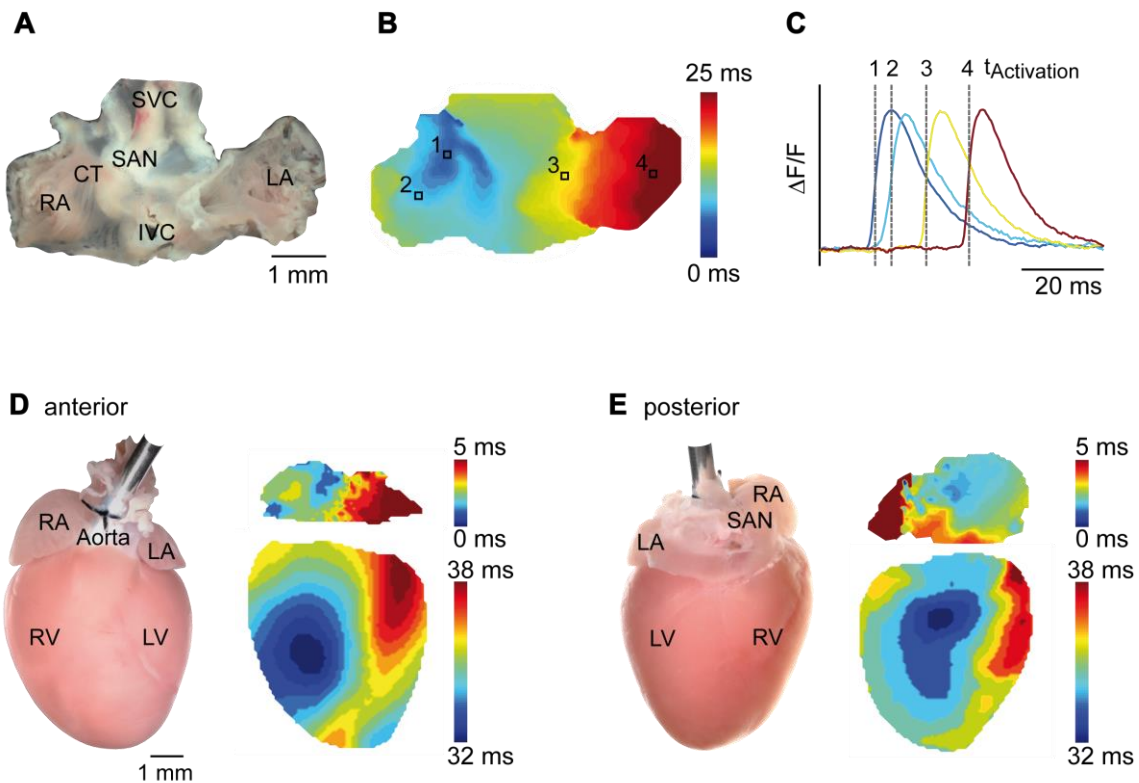 A
SVC
SAN
CT
RA
LA
IVC
1 mm
B
25 ms
1
2
3
4
0 ms
C
1 2 3 4 tActivation
ΔF/F
20 ms
D anterior
RA
Aorta
LA
RV
LV
1 mm
5 ms
0 ms
38 ms
32 ms
E posterior
RA
SAN
LA
LV
RV
5 ms
0 ms
38 ms
32 ms